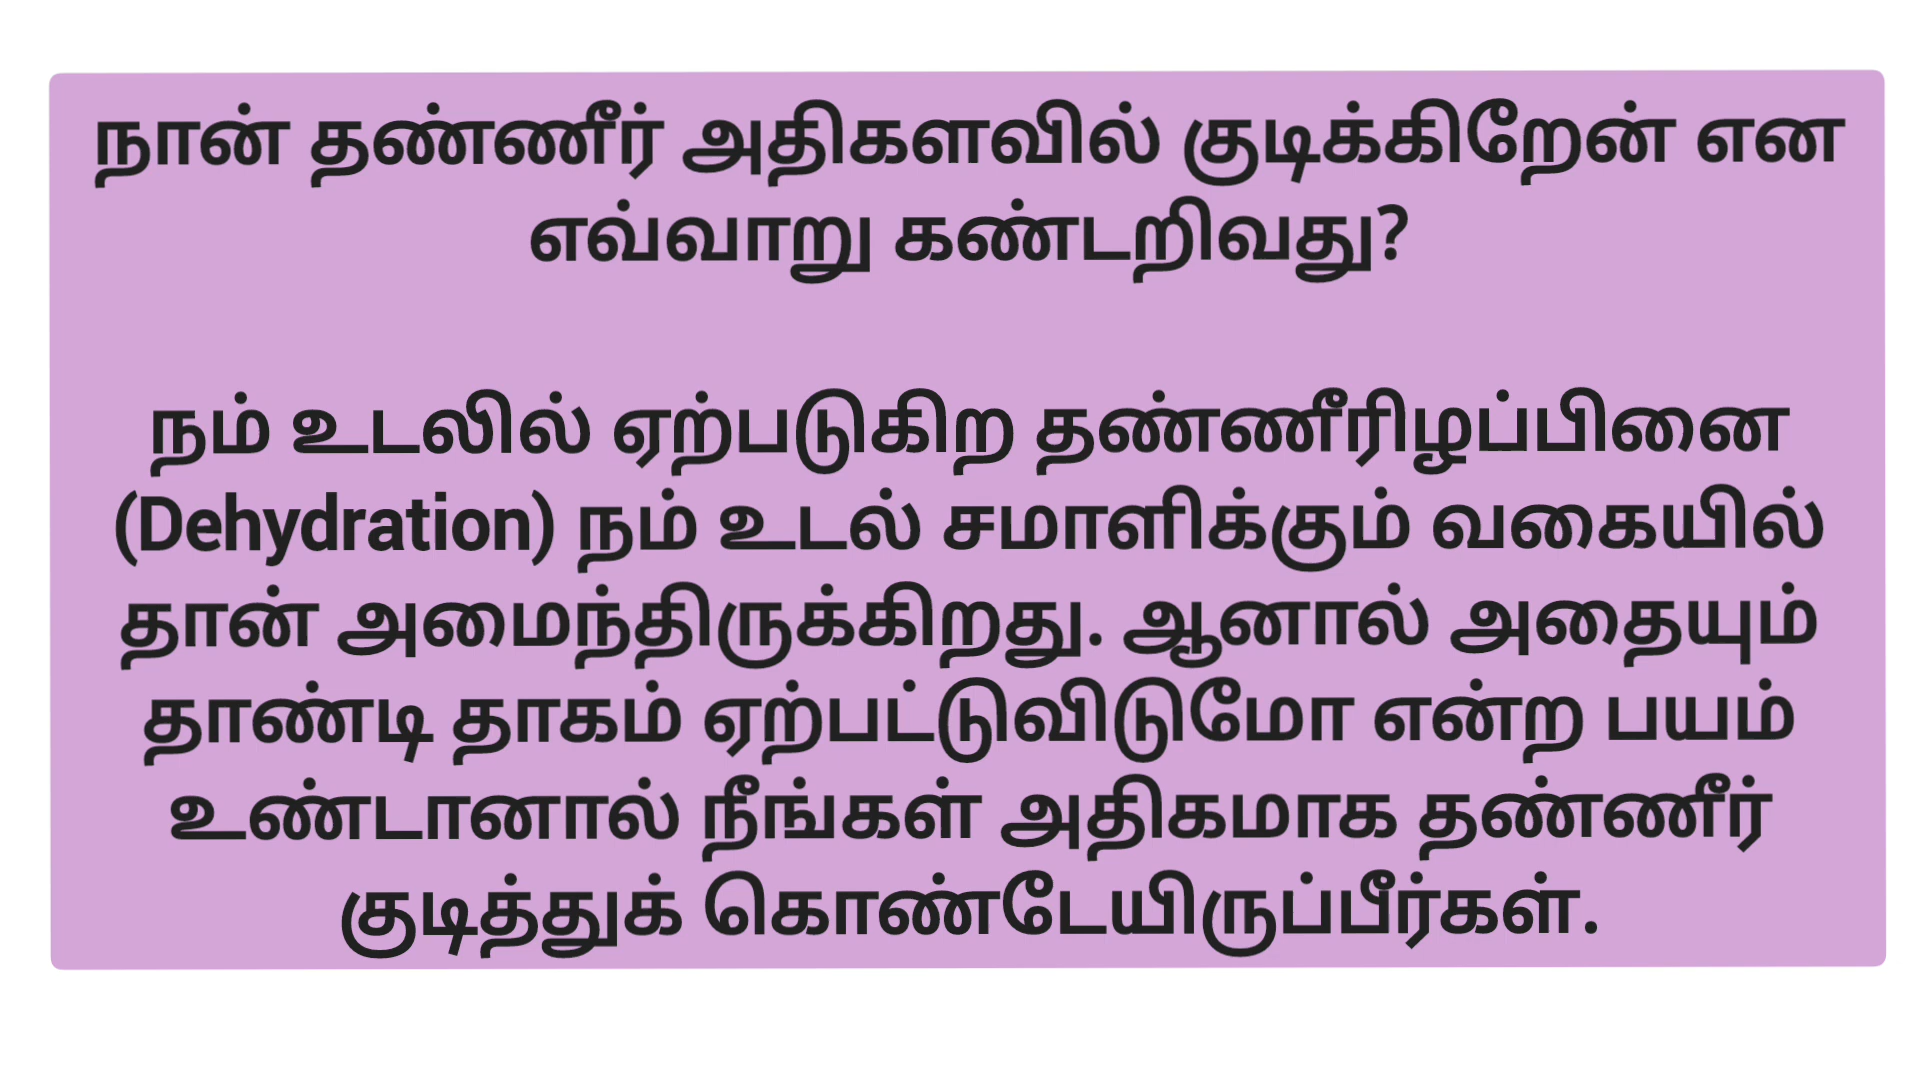 நான் தண்ணீர் அதிகளவில் குடிக்கிறேன் என
எவ்வாறு கண்டறிவது?
நம் உடலில் ஏற்படுகிற தண்ணீரிழப்பினை
(Dehydration) நம் உடல் சமாளிக்கும் வகையில்
தான் அமைந்திருக்கிறது. ஆனால் அதையும்
தாண்டி தாகம் ஏற்பட்டுவிடுமோ என்ற பயம்
உண்டானால் நீங்கள் அதிகமாக தண்ணீர்
குடித்துக் கொண்டேயிருப்பீர்கள்.